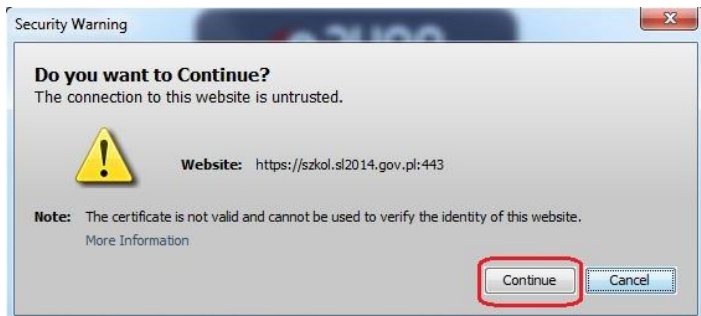 Security Warning
Do you want to Continue?
The connection to this website is untrusted.
Website: https://szkol.sl2014.gov.pl:443
Note: The certificate is not valid and cannot be used to verify the identity of this website.
More Information
Continue Cancel